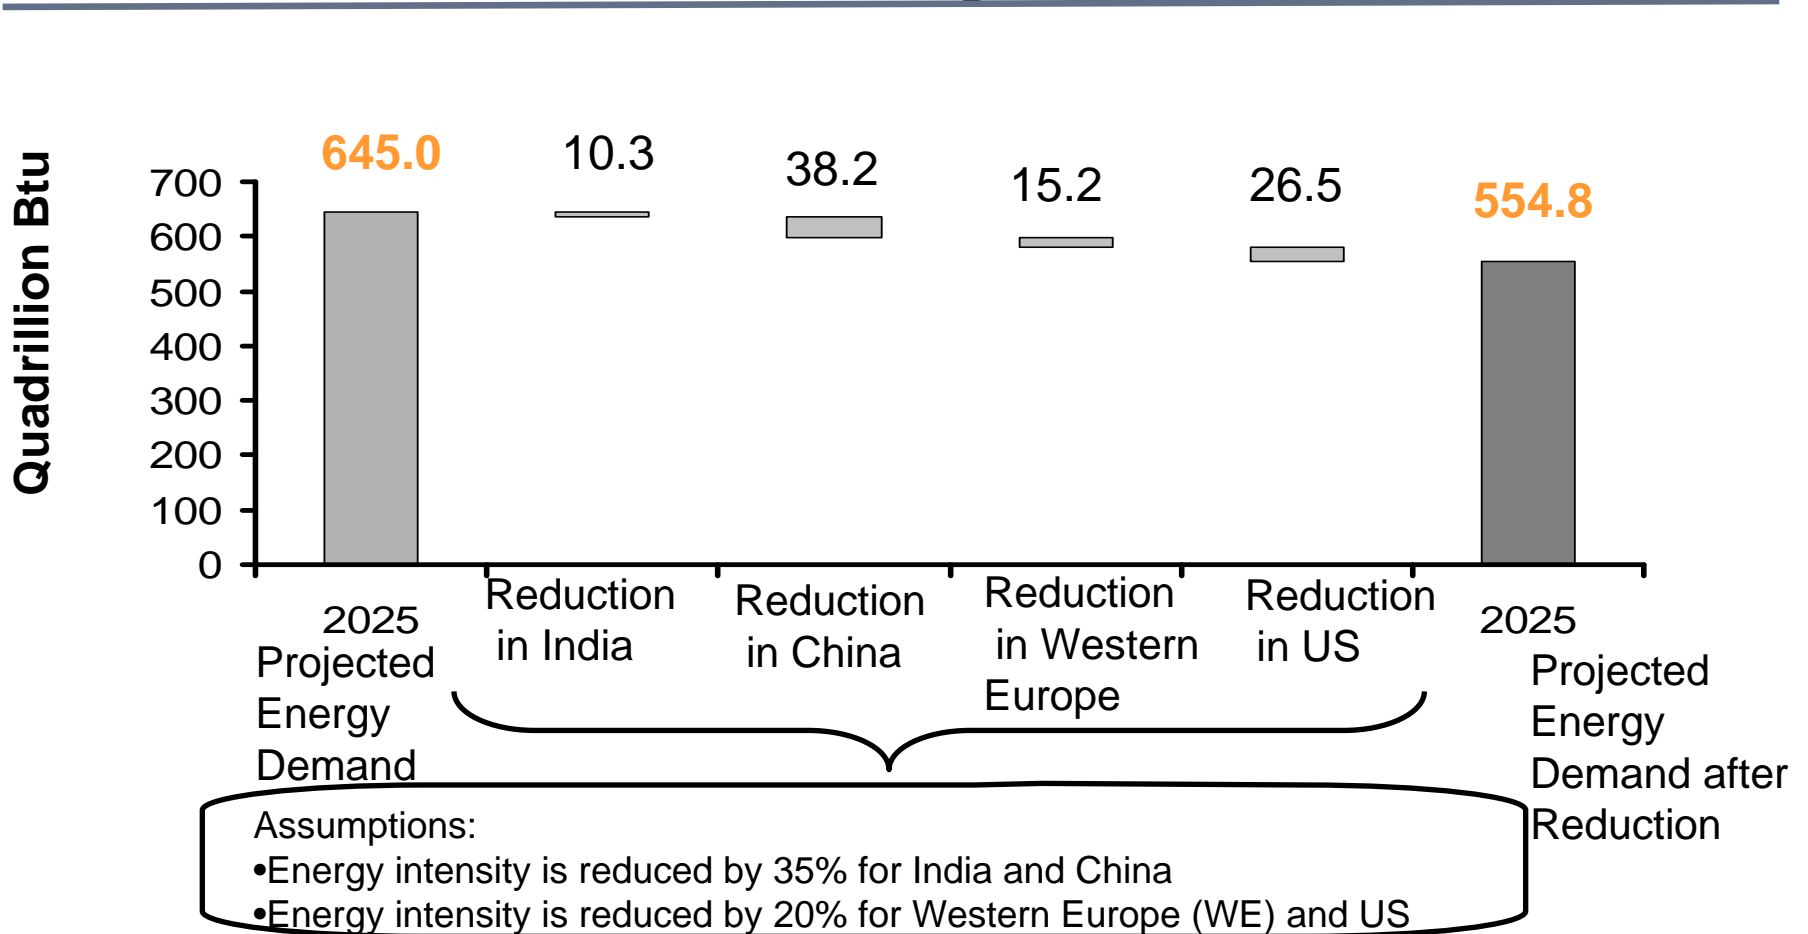 Quadrillion Btu
700
600
500
400
300
200
100
0
645.0
10.3
38.2
15.2
26.5
554.8
2025
Projected
Energy
Demand
Reduction
in India
Reduction
in China
Reduction
in Western
Europe
Reduction
in US
2025
Projected
Energy
Demand after
Reduction
Assumptions:
•Energy intensity is reduced by 35% for India and China
•Energy intensity is reduced by 20% for Western Europe (WE) and US